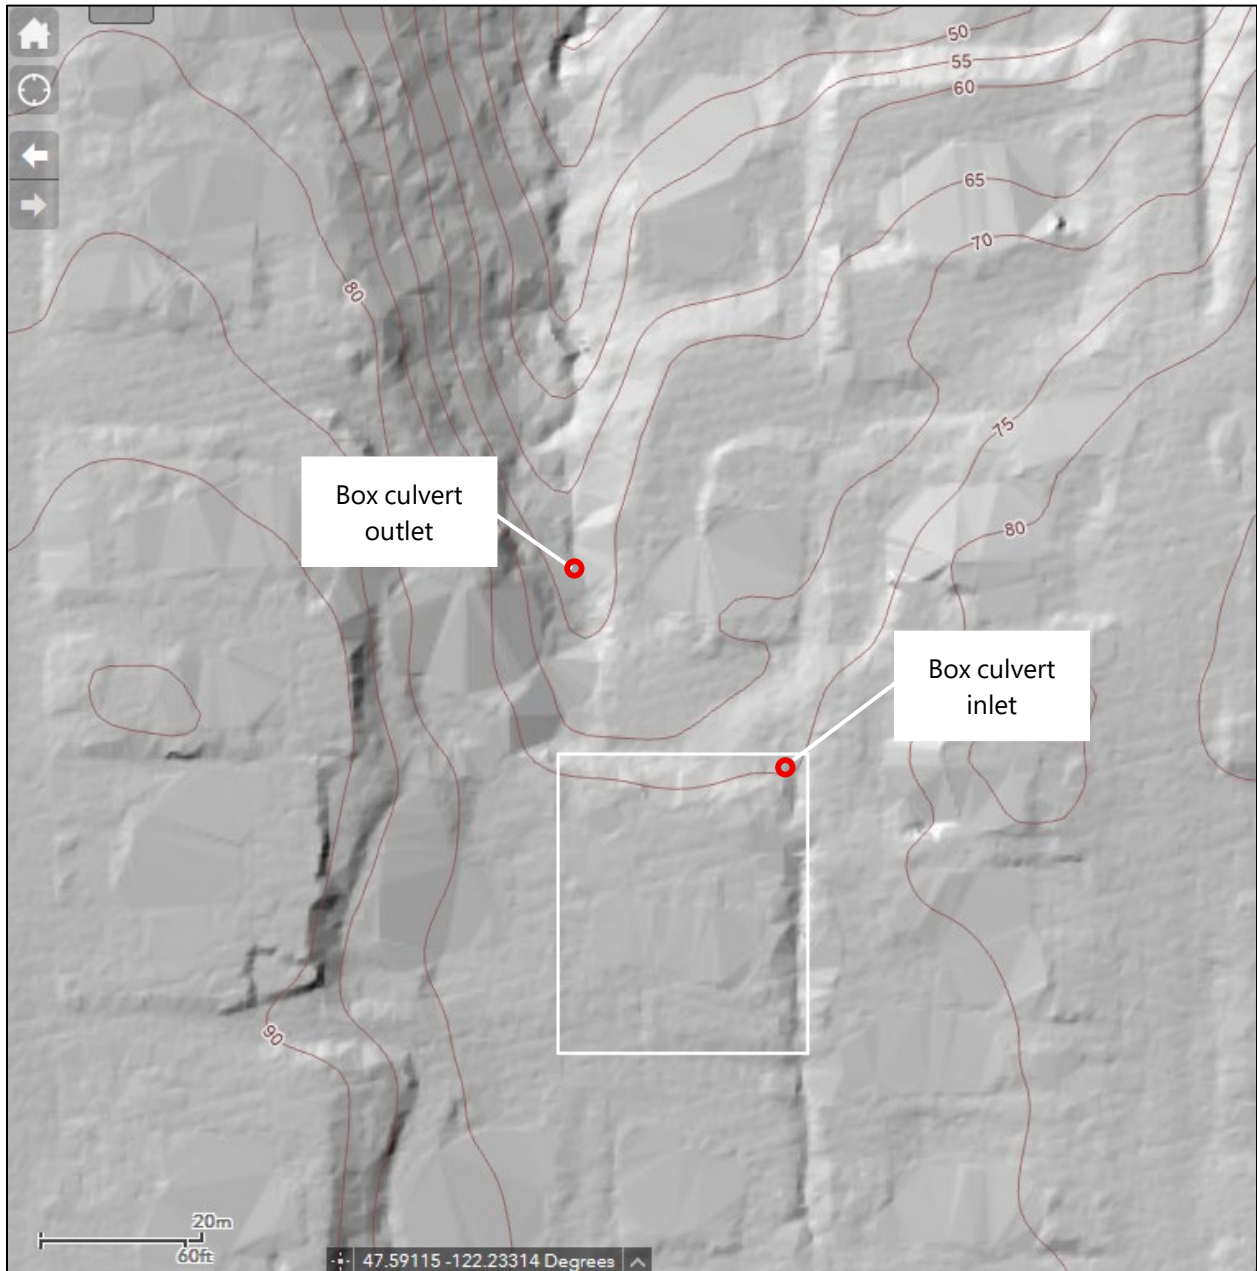 50
55
60
65
70
80
75
Box culvert
outlet
80
Box culvert
inlet
90
20m
60ft
47.59115 -122.23314 Degrees